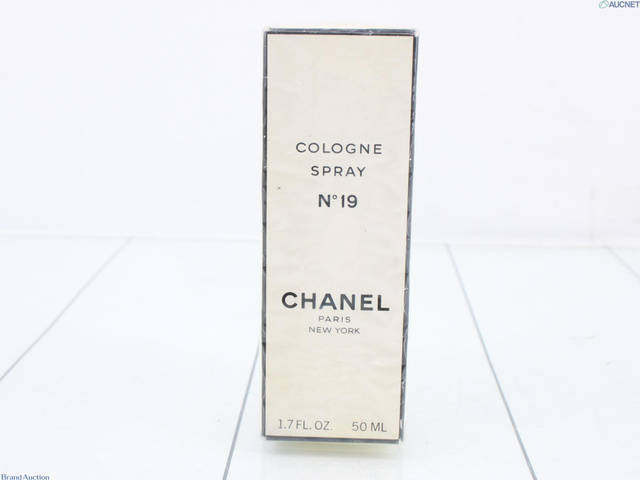 AUCNET
COLOGNE
SPRAY
N°19
CHANEL
PARIS
NEW YORK
1.7 FL. OZ. 50 ML
Brand Auction